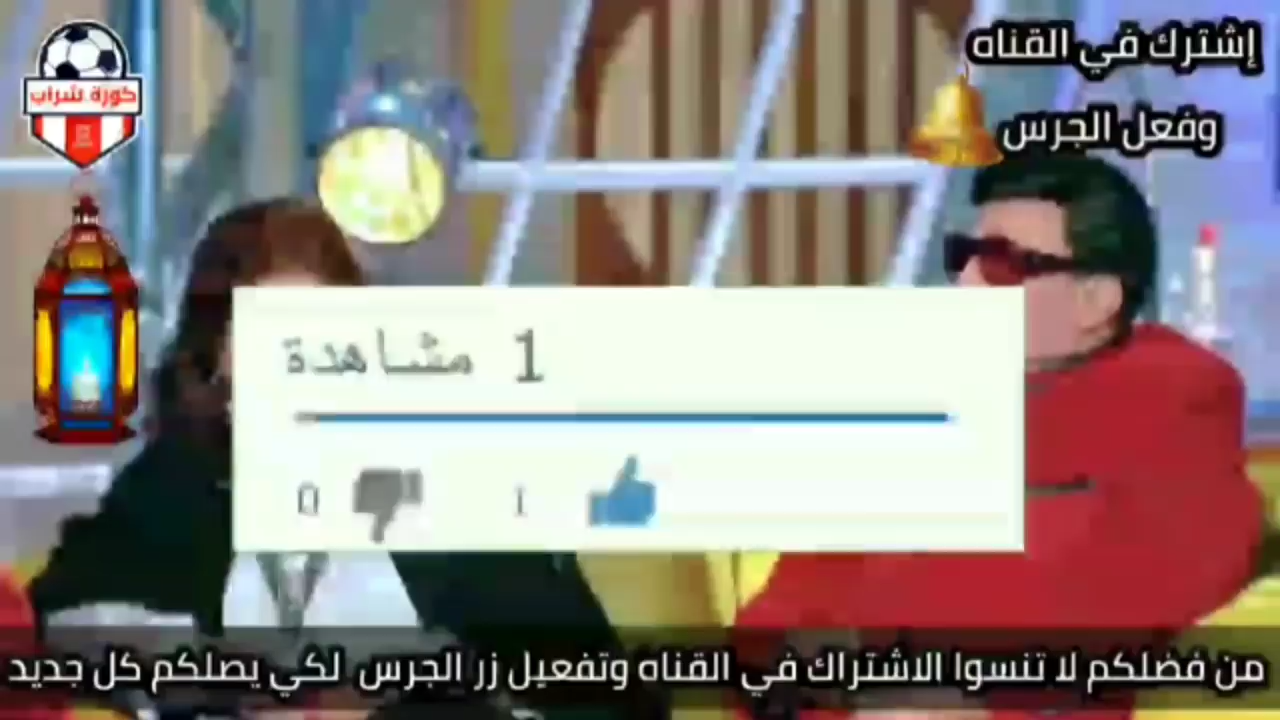 إشترك في القناه
وفعل الجرس
كورة شراب
1 مشاهدة
0 1
من فضلكم لا تنسوا الاشتراك في القناه وتفعيل زر الجرس لكي يصلكم كل جديد